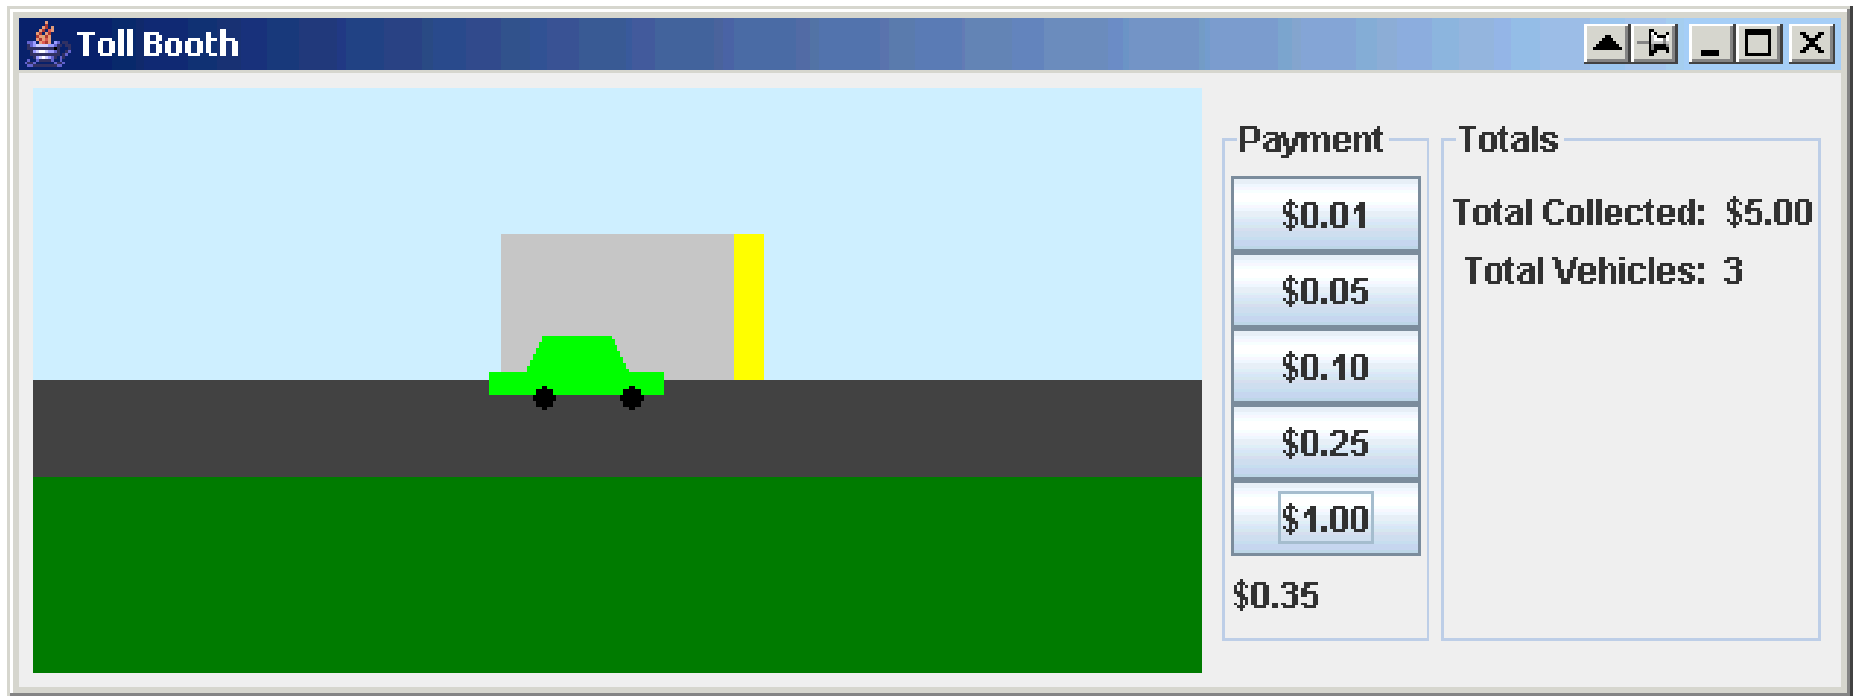 Toll Booth
Payment
$0.01
$0.05
$0.10
$0.25
$1.00
$0.35
Totals
Total Collected: $5.00
Total Vehicles: 3